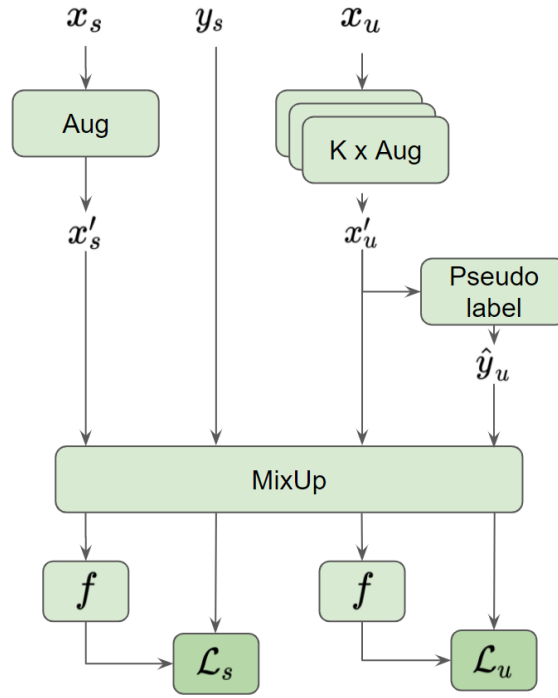 x_s y_s x_u
Aug
K x Aug
x'_s x'_u
Pseudo
label
ŷ_u
MixUp
f f
ℒ_s ℒ_u